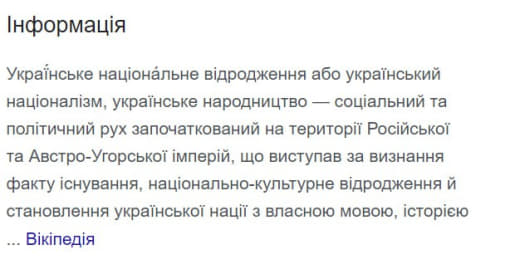 Інформація
Украї́нське націона́льне відродження або український
націоналізм, українське народництво — соціальний та
політичний рух започаткований на території Російської
та Австро-Угорської імперій, що виступав за визнання
факту існування, національно-культурне відродження й
становлення української нації з власною мовою, історією
... Вікіпедія